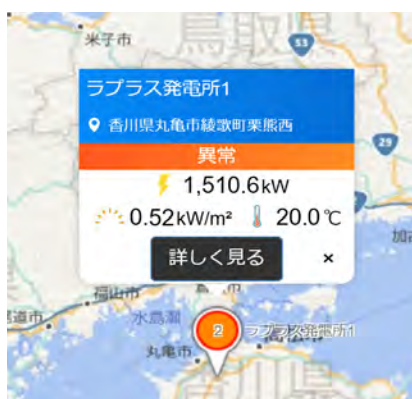 米子市
鳥取県
53
ラプラス発電所1
香川県丸亀市綾歌町栗熊西
異常
29
1,510.6kW
0.52kW/m² 20.0℃
詳しく見る ×
福山市
水島灘
2
ラプラス発電所1
丸亀市